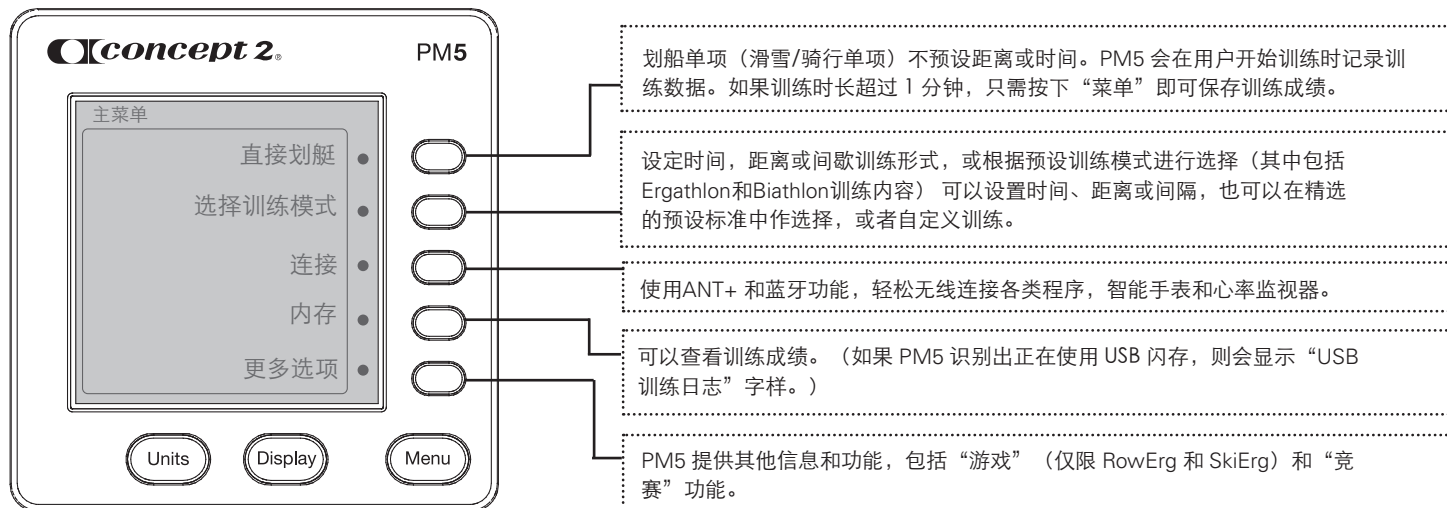 concept 2®
PM5
主菜单
直接划艇
选择训练模式
连接
内存
更多选项
Units
Display
Menu
划船单项（滑雪/骑行单项）不预设距离或时间。PM5 会在用户开始训练时记录训
练数据。如果训练时长超过 1 分钟，只需按下“菜单”即可保存训练成绩。
设定时间，距离或间歇训练形式，或根据预设训练模式进行选择（其中包括
Ergathlon和Biathlon训练内容） 可以设置时间、距离或间隔，也可以在精选
的预设标准中作选择，或者自定义训练。
使用ANT+ 和蓝牙功能，轻松无线连接各类程序，智能手表和心率监视器。
可以查看训练成绩。（如果 PM5 识别出正在使用 USB 闪存，则会显示“USB
训练日志”字样。）
PM5 提供其他信息和功能，包括“游戏”（仅限 RowErg 和 SkiErg）和“竞
赛”功能。